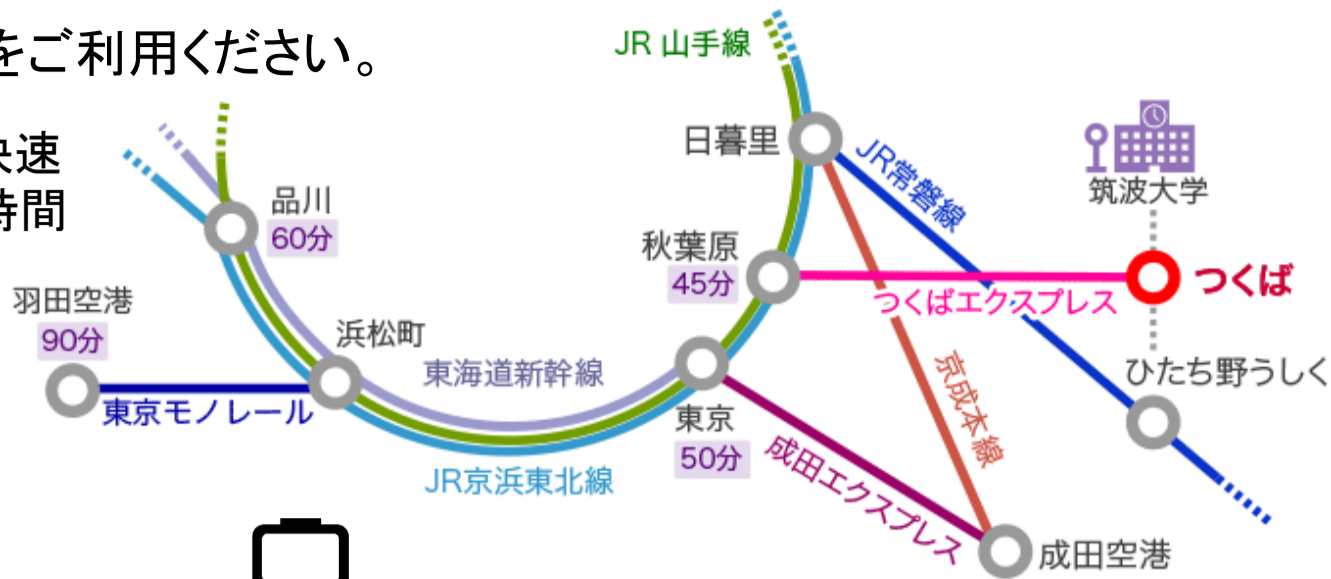 をご利用ください。
快速
時間
JR 山手線
日暮里
JR常磐線
筑波大学
品川
60分
秋葉原
45分
つくばエクスプレス
つくば
羽田空港
90分
浜松町
東海道新幹線
東京モノレール
東京
50分
京成本線
ひたち野うしく
JR京浜東北線
成田エクスプレス
成田空港